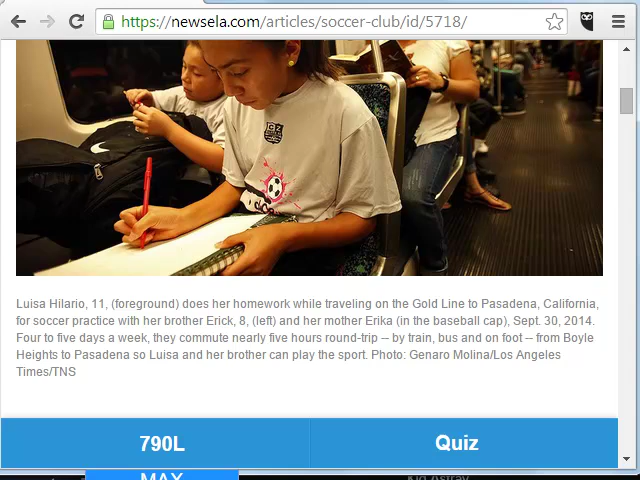 https://newsela.com/articles/soccer-club/id/5718/
Luisa Hilario, 11, (foreground) does her homework while traveling on the Gold Line to Pasadena, California,
for soccer practice with her brother Erick, 8, (left) and her mother Erika (in the baseball cap), Sept. 30, 2014.
Four to five days a week, they commute nearly five hours round-trip -- by train, bus and on foot -- from Boyle
Heights to Pasadena so Luisa and her brother can play the sport. Photo: Genaro Molina/Los Angeles
Times/TNS
790L
Quiz
MAX
Kid Astray